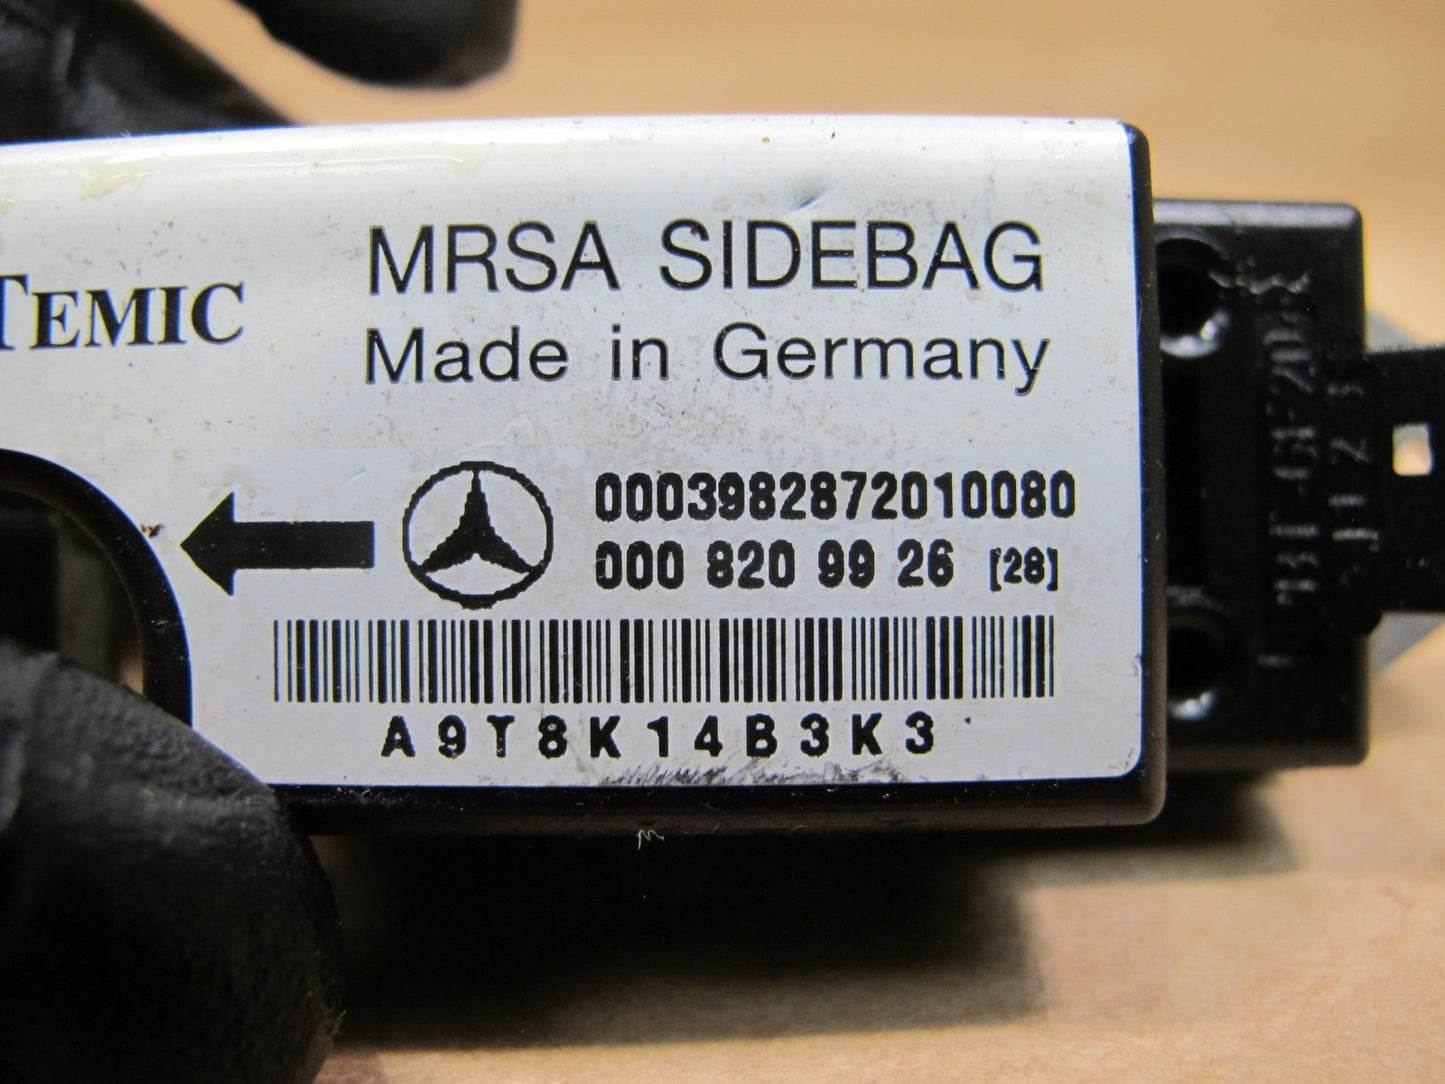 TEMIC
MRSA SIDEBAG
Made in Germany
0003982872010080
000 820 99 26 [28]
A9T8K14B3K3